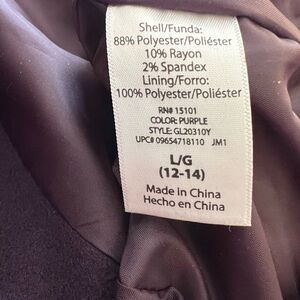 Shell/Funda:
88% Polyester/Poliéster
10% Rayon
2% Spandex
Lining/Forro:
100% Polyester/Poliéster
RN# 15101
COLOR: PURPLE
STYLE: GL20310Y
UPC# 09654718110 JM1
L/G
(12-14)
Made in China
Hecho en China